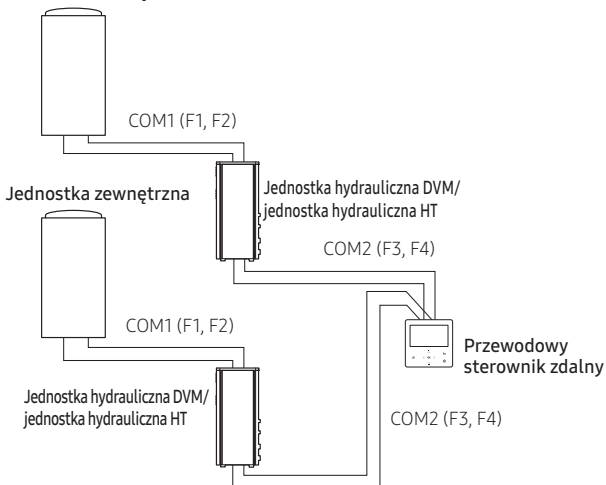 COM1 (F1, F2)
Jednostka zewnętrzna
Jednostka hydrauliczna DVM/
jednostka hydrauliczna HT
COM2 (F3, F4)
COM1 (F1, F2)
Przewodowy
sterownik zdalny
Jednostka hydrauliczna DVM/
jednostka hydrauliczna HT
COM2 (F3, F4)